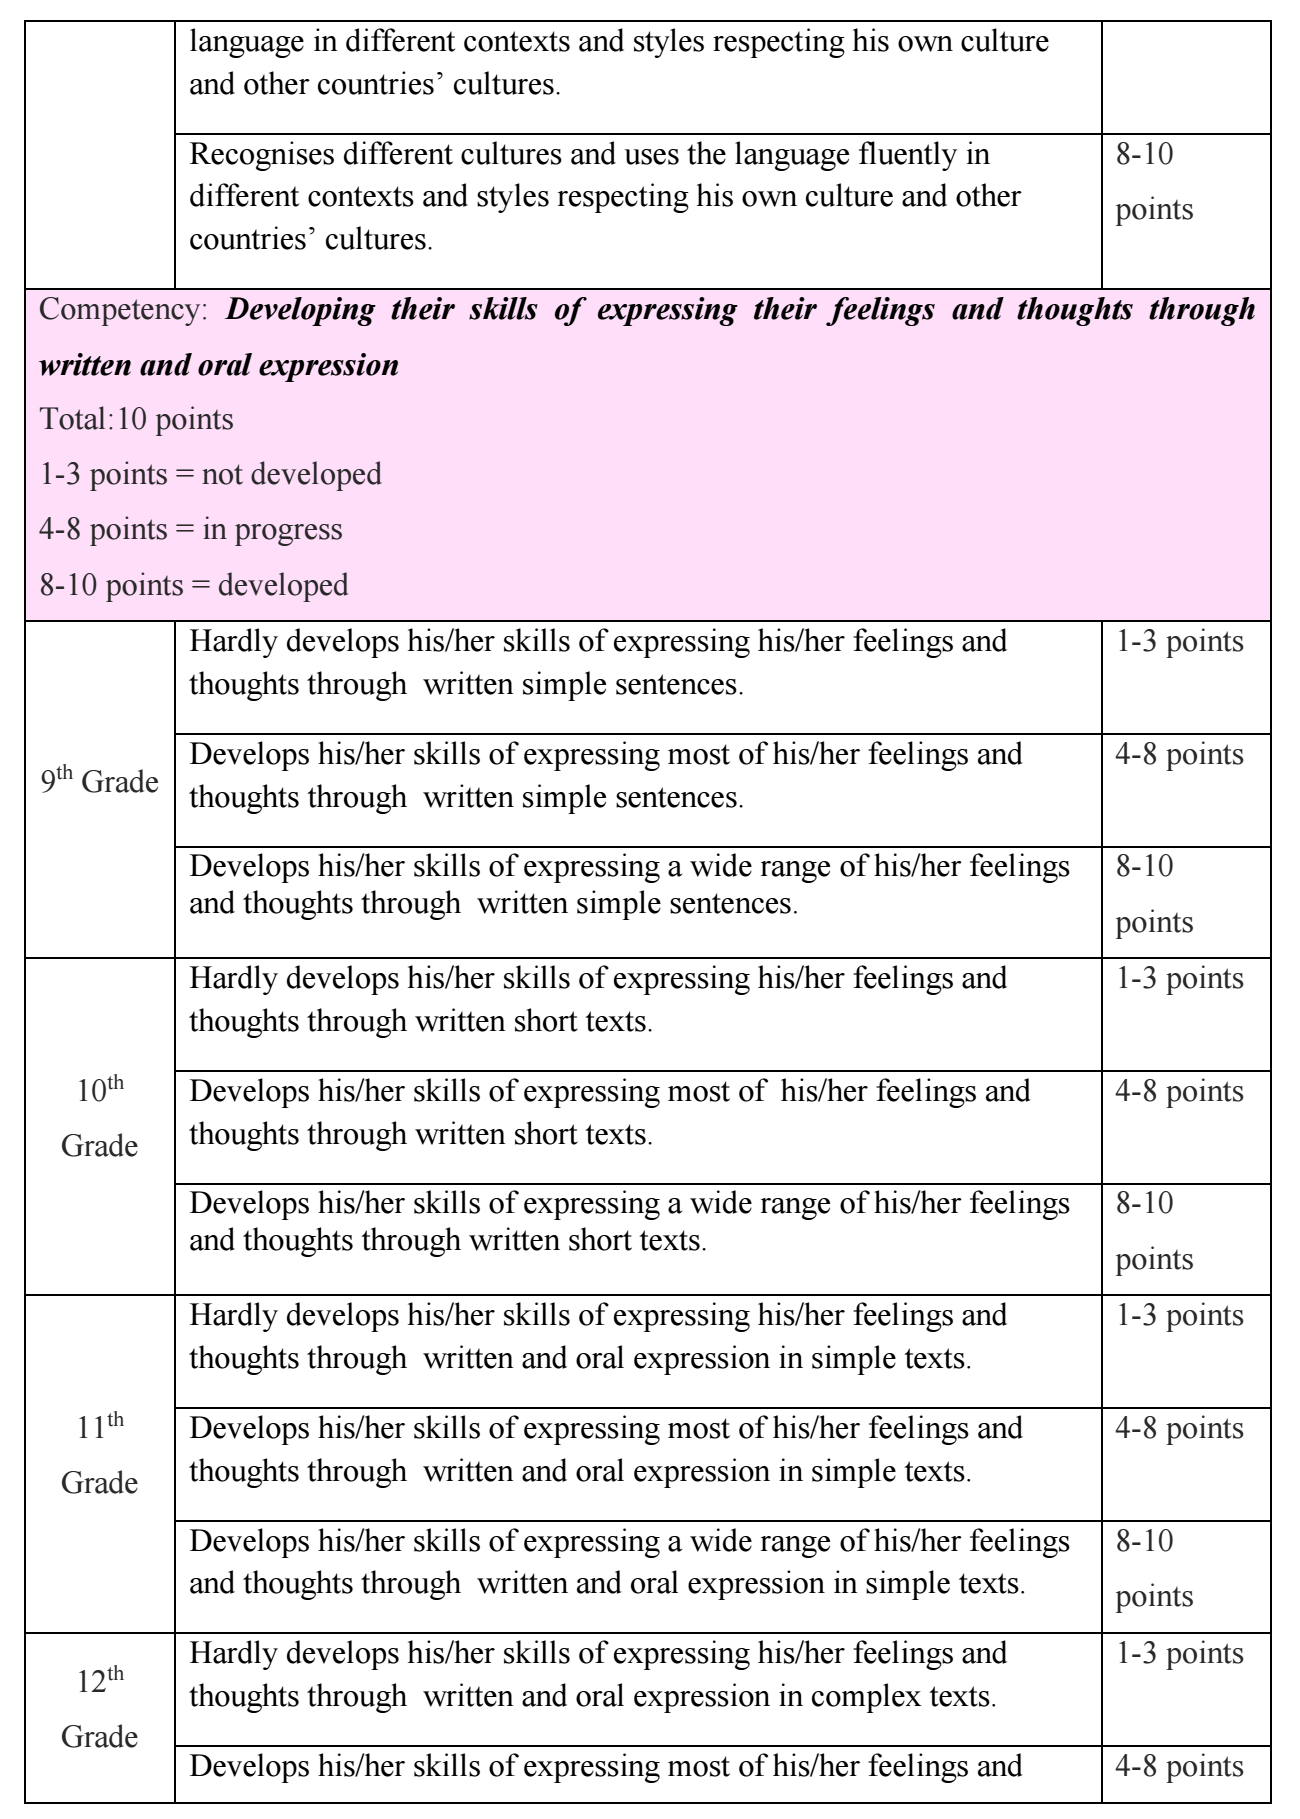 language in different contexts and styles respecting his own culture
and other countries’ cultures.
Recognises different cultures and uses the language fluently in
different contexts and styles respecting his own culture and other
countries’ cultures.
8-10
points
Competency: Developing their skills of expressing their feelings and thoughts through
written and oral expression
Total:10 points
1-3 points = not developed
4-8 points = in progress
8-10 points = developed
9th Grade
Hardly develops his/her skills of expressing his/her feelings and
thoughts through  written simple sentences.
1-3 points
Develops his/her skills of expressing most of his/her feelings and
thoughts through  written simple sentences.
4-8 points
Develops his/her skills of expressing a wide range of his/her feelings
and thoughts through  written simple sentences.
8-10
points
10th
Grade
Hardly develops his/her skills of expressing his/her feelings and
thoughts through written short texts.
1-3 points
Develops his/her skills of expressing most of  his/her feelings and
thoughts through written short texts.
4-8 points
Develops his/her skills of expressing a wide range of his/her feelings
and thoughts through written short texts.
8-10
points
11th
Grade
Hardly develops his/her skills of expressing his/her feelings and
thoughts through  written and oral expression in simple texts.
1-3 points
Develops his/her skills of expressing most of his/her feelings and
thoughts through  written and oral expression in simple texts.
4-8 points
Develops his/her skills of expressing a wide range of his/her feelings
and thoughts through  written and oral expression in simple texts.
8-10
points
12th
Grade
Hardly develops his/her skills of expressing his/her feelings and
thoughts through  written and oral expression in complex texts.
1-3 points
Develops his/her skills of expressing most of his/her feelings and
4-8 points